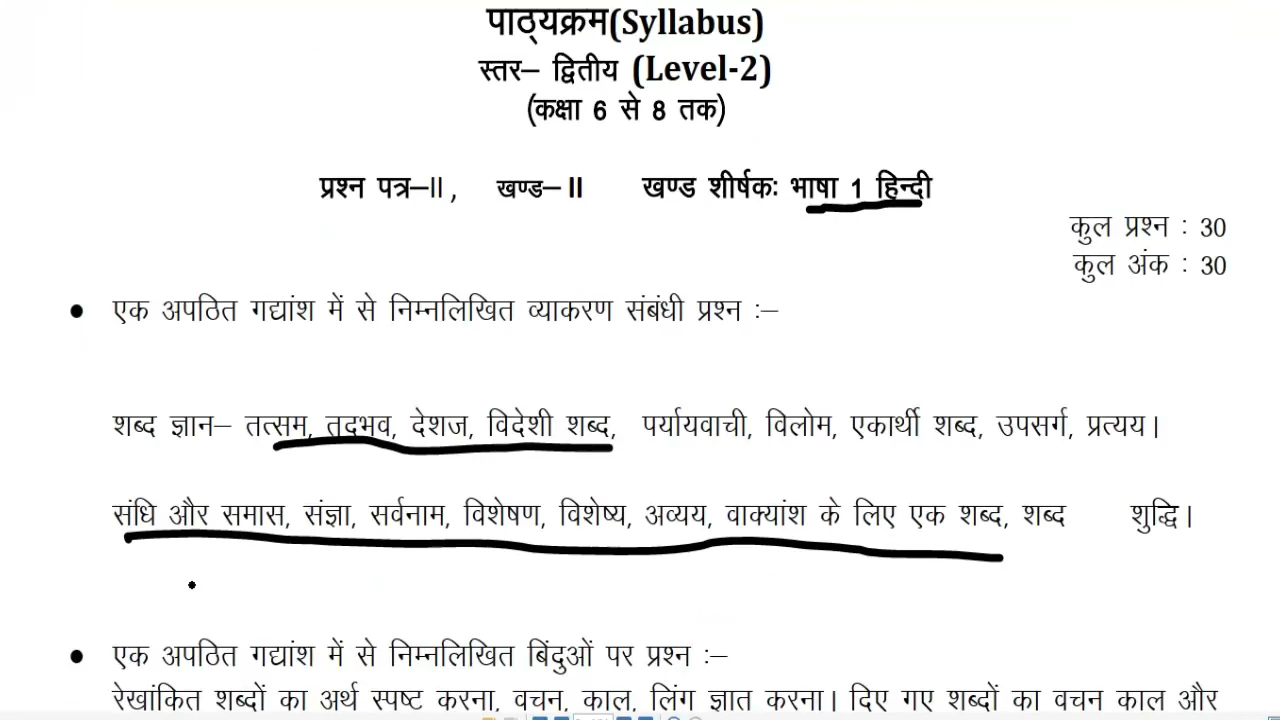 पाठ्यक्रम(Syllabus)
स्तर– द्वितीय (Level-2)
(कक्षा 6 से 8 तक)
प्रश्न पत्र–II, खण्ड–II खण्ड शीर्षकः भाषा 1 हिन्दी
कुल प्रश्न : 30
कुल अंक : 30
• एक अपठित गद्यांश में से निम्नलिखित व्याकरण संबंधी प्रश्न :–
शब्द ज्ञान– तत्सम, तद्भव, देशज, विदेशी शब्द, पर्यायवाची, विलोम, एकार्थी शब्द, उपसर्ग, प्रत्यय।
संधि और समास, संज्ञा, सर्वनाम, विशेषण, विशेष्य, अव्यय, वाक्यांश के लिए एक शब्द, शब्द शुद्धि।
• एक अपठित गद्यांश में से निम्नलिखित बिंदुओं पर प्रश्न :–
रेखांकित शब्दों का अर्थ स्पष्ट करना, वचन, काल, लिंग ज्ञात करना। दिए गए शब्दों का वचन काल और